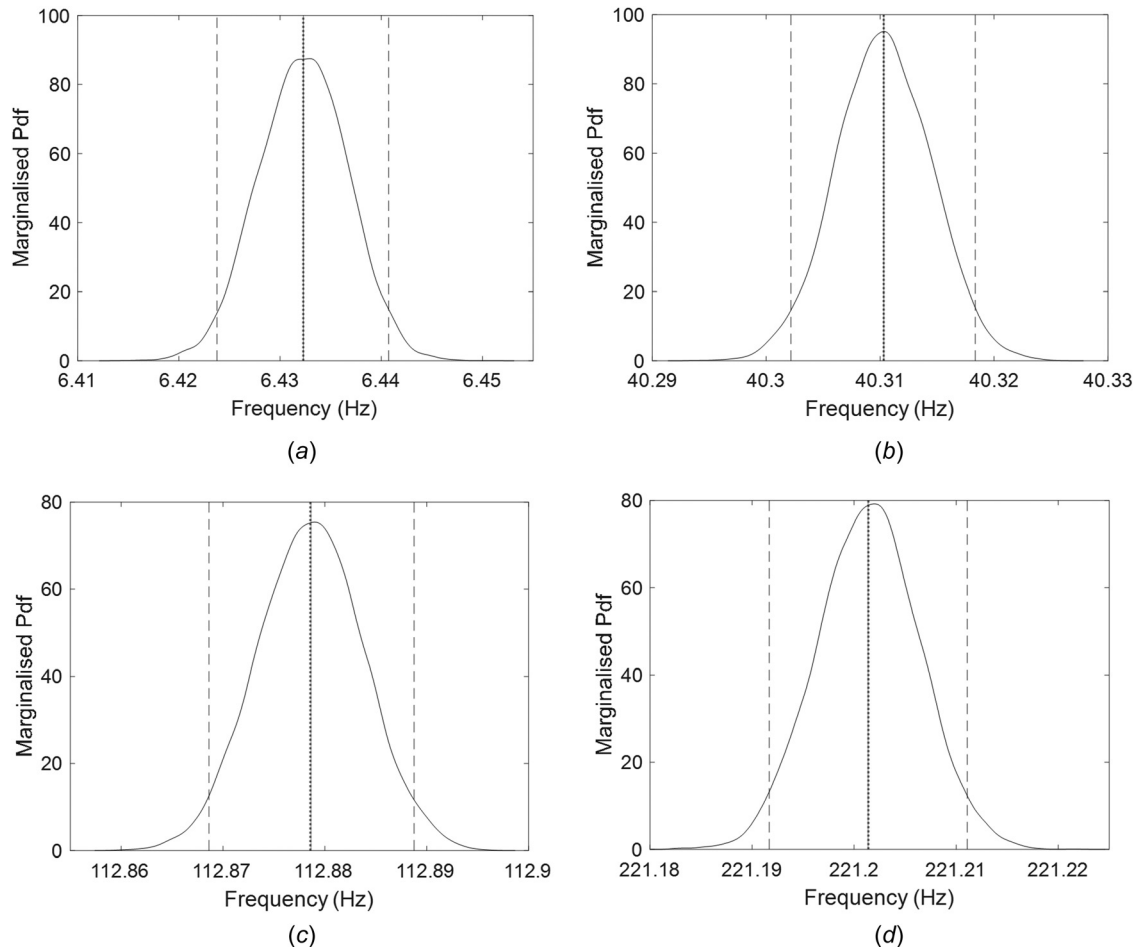 100
80
60
40
20
0
Marginalised Pdf
6.41 6.42 6.43 6.44 6.45
Frequency (Hz)
(a)
100
80
60
40
20
0
Marginalised Pdf
40.29 40.3 40.31 40.32 40.33
Frequency (Hz)
(b)
80
60
40
20
0
Marginalised Pdf
112.86 112.87 112.88 112.89 112.9
Frequency (Hz)
(c)
80
60
40
20
0
Marginalised Pdf
221.18 221.19 221.2 221.21 221.22
Frequency (Hz)
(d)